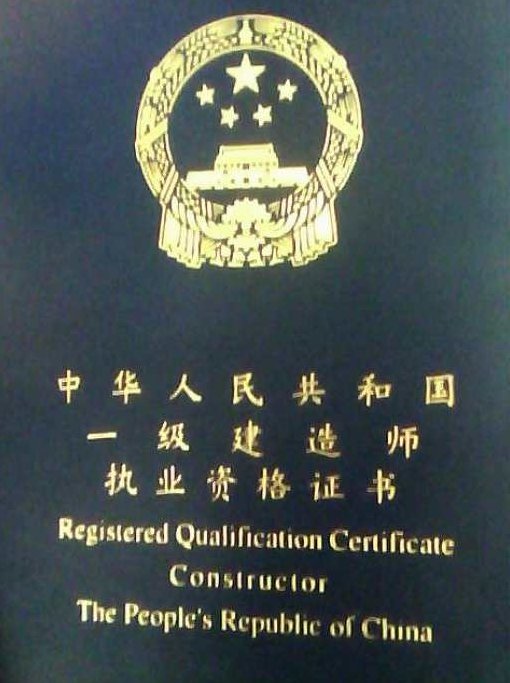 中华人民共和国
一级建造师
执业资格证书
Registered Qualification Certificate
Constructor
The People's Republic of China